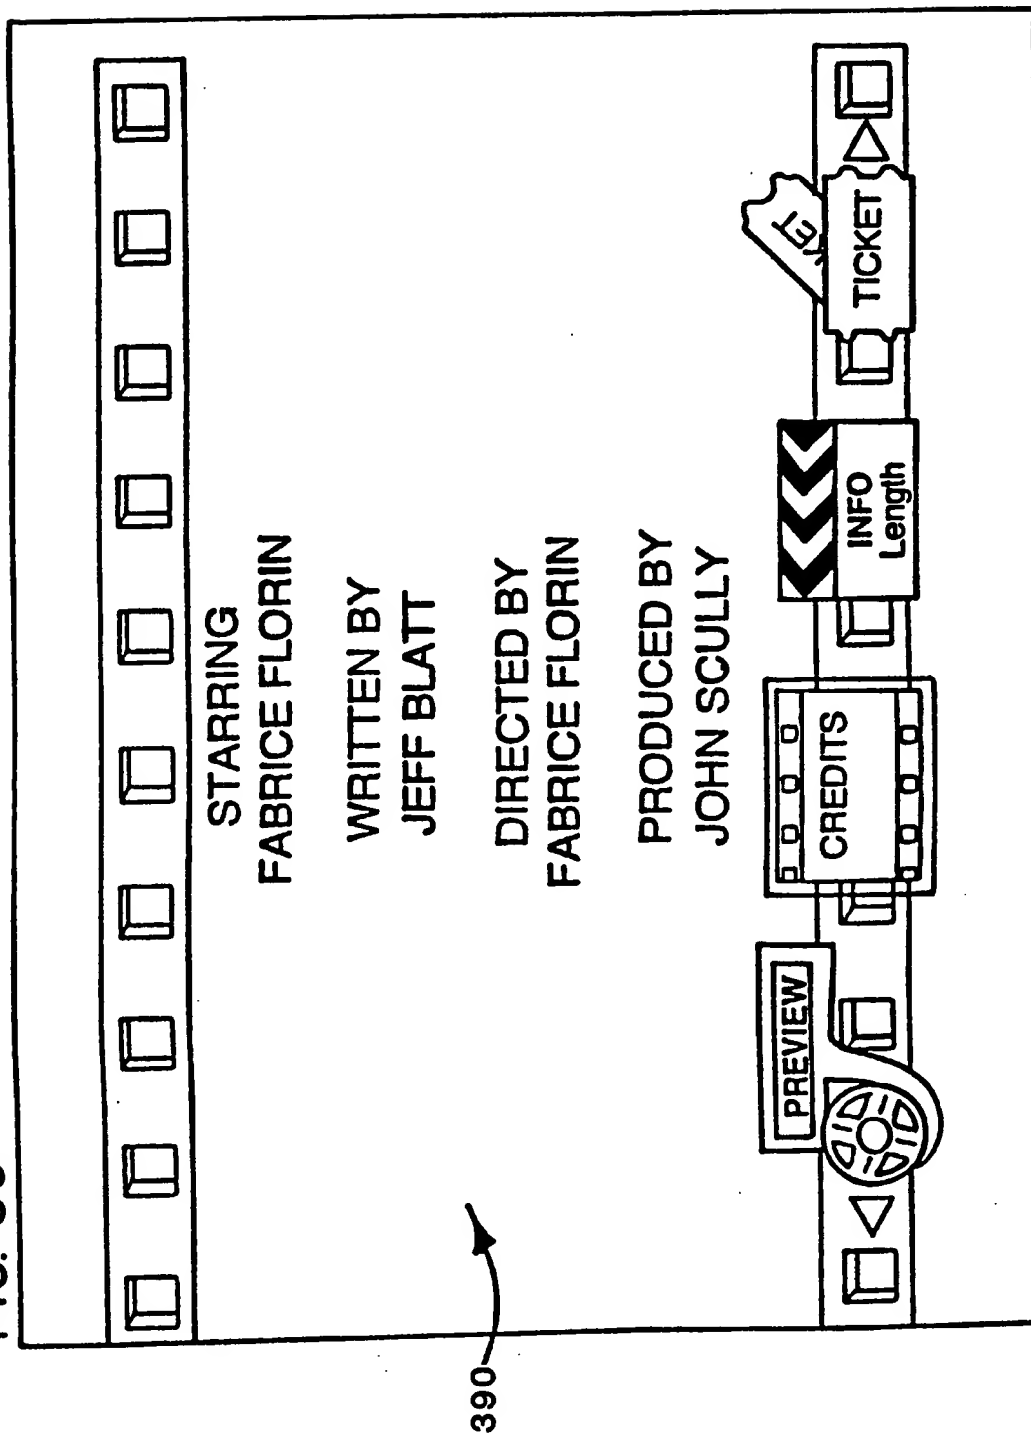 STARRING
FABRICE FLORIN
WRITTEN BY
JEFF BLATT
DIRECTED BY
FABRICE FLORIN
PRODUCED BY
JOHN SCULLY
PREVIEW
CREDITS
INFO
Length
TICKET
KET
390